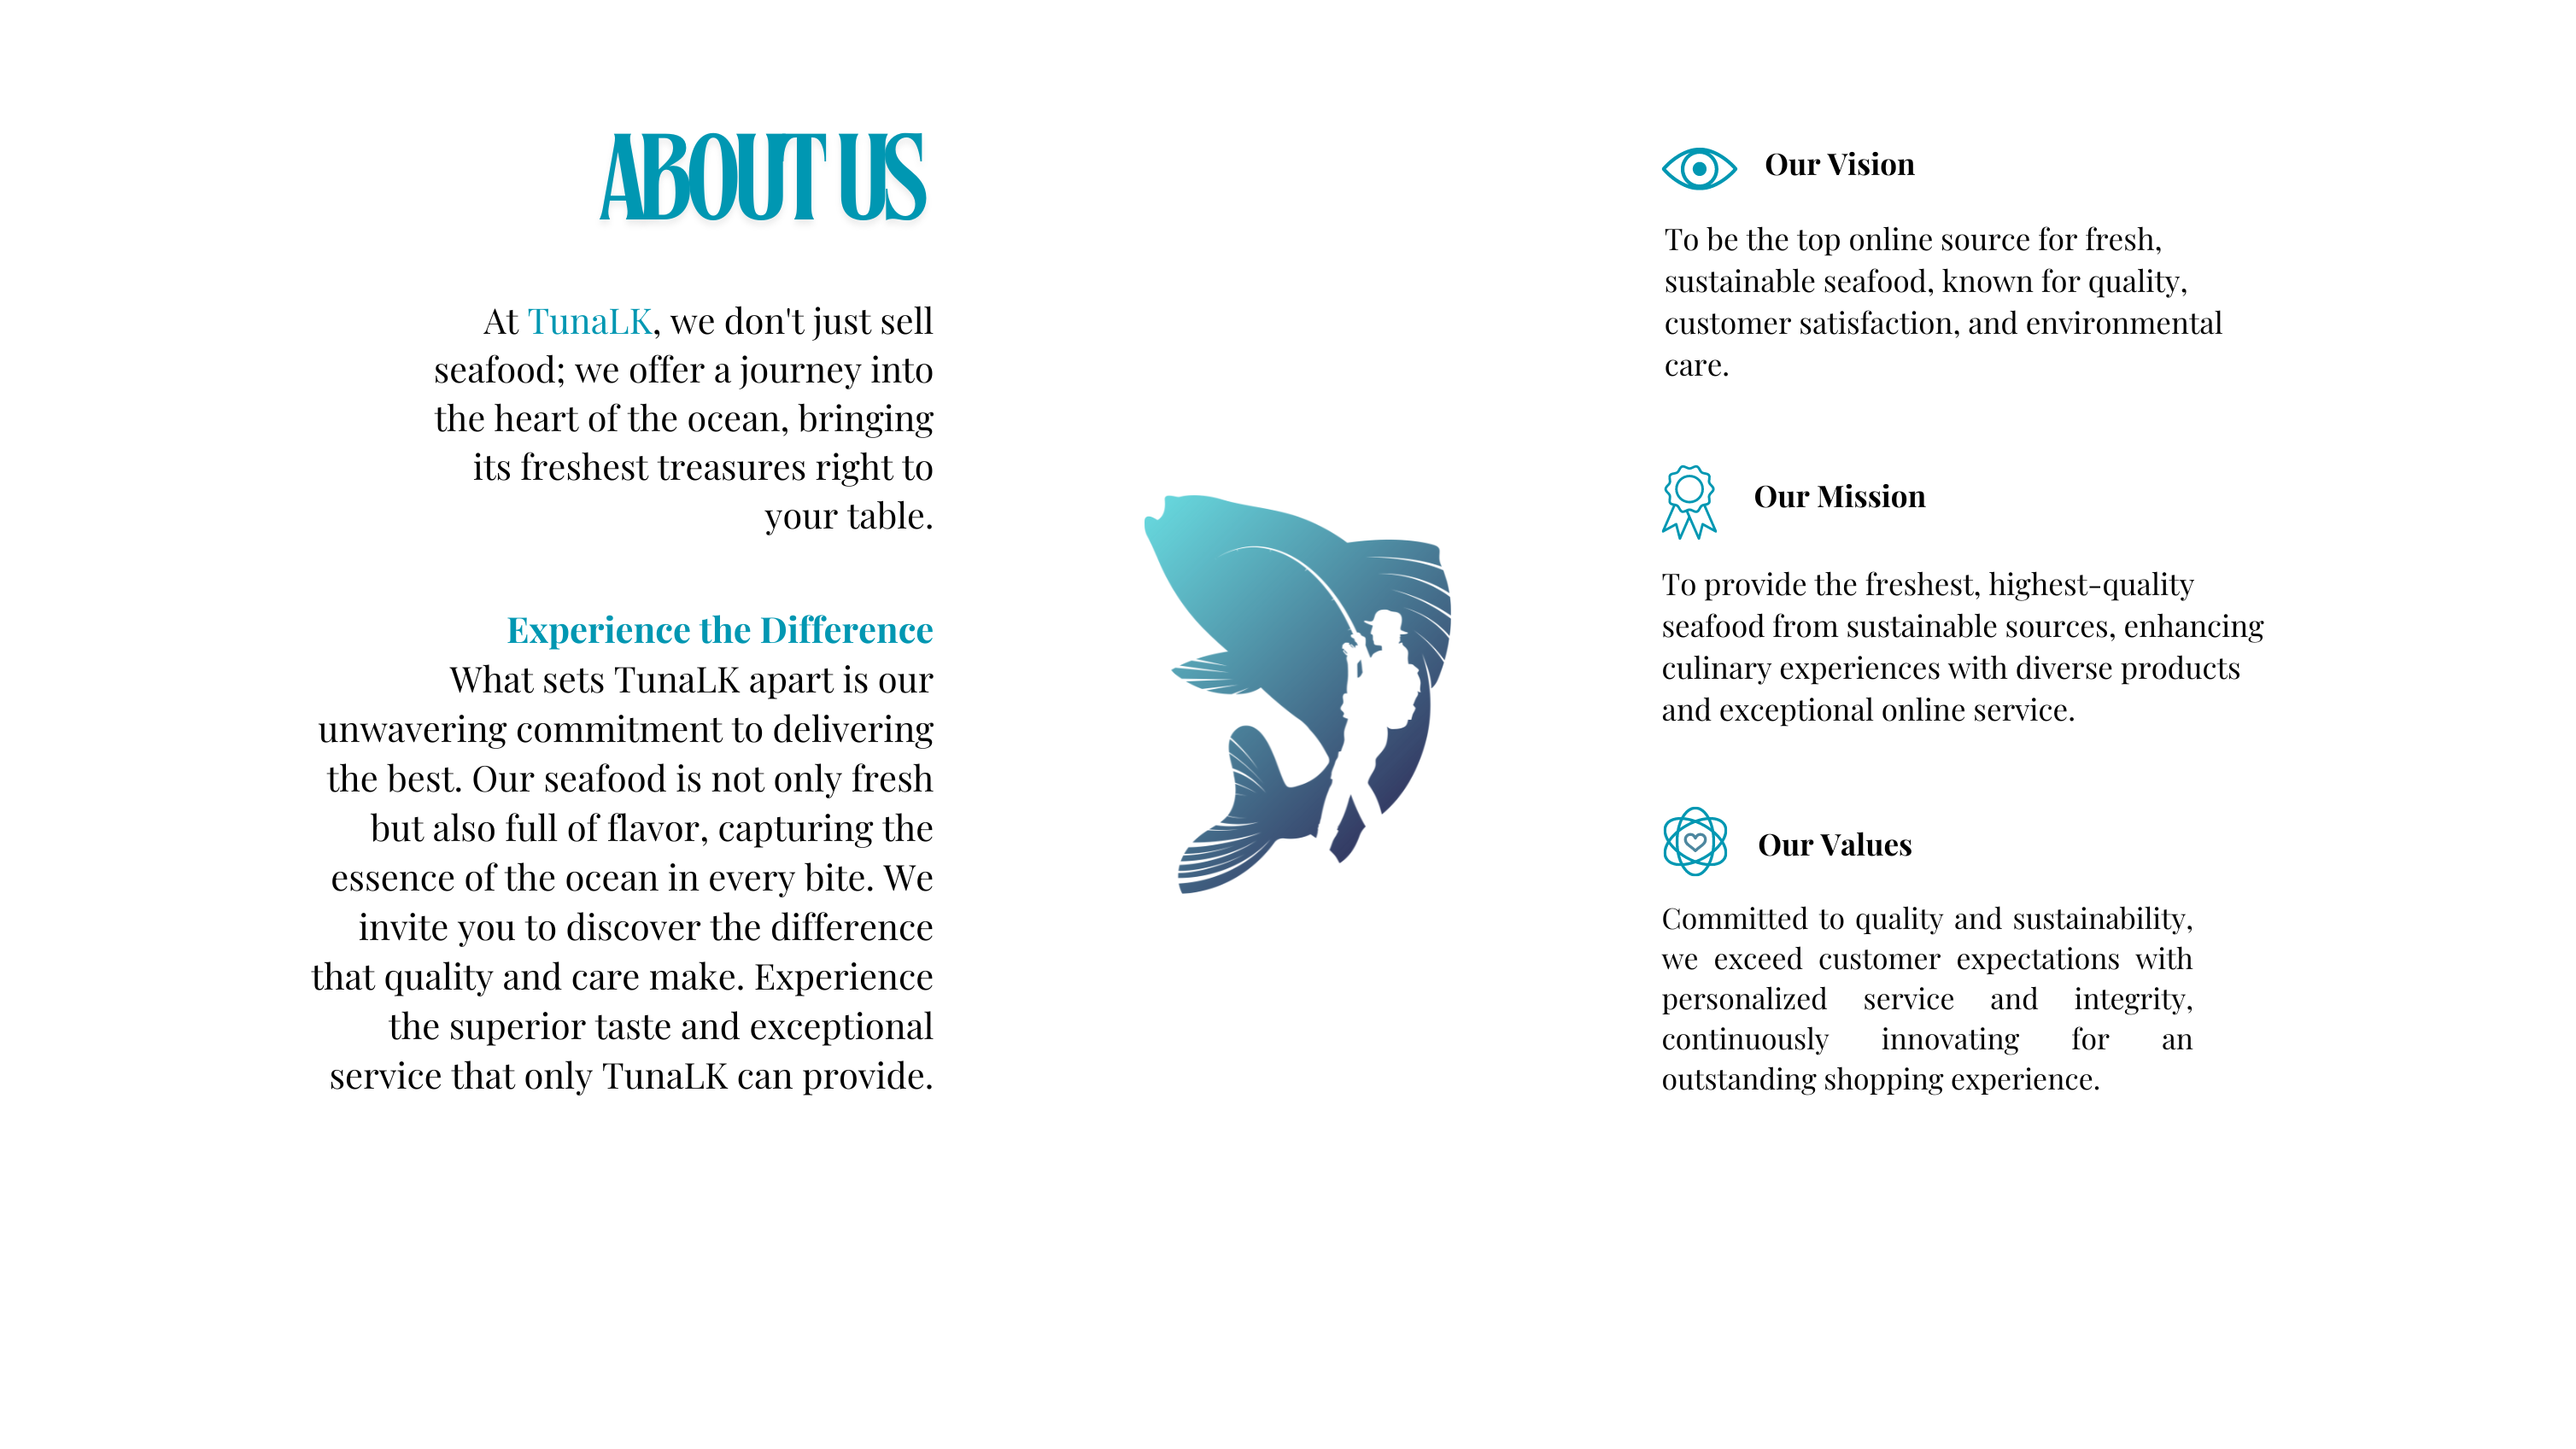 ABOUT US
At TunaLK, we don't just sell
seafood; we offer a journey into
the heart of the ocean, bringing
its freshest treasures right to
your table.
Experience the Difference
What sets TunaLK apart is our
unwavering commitment to delivering
the best. Our seafood is not only fresh
but also full of flavor, capturing the
essence of the ocean in every bite. We
invite you to discover the difference
that quality and care make. Experience
the superior taste and exceptional
service that only TunaLK can provide.
Our Vision
To be the top online source for fresh,
sustainable seafood, known for quality,
customer satisfaction, and environmental
care.
Our Mission
To provide the freshest, highest-quality
seafood from sustainable sources, enhancing
culinary experiences with diverse products
and exceptional online service.
Our Values
Committed to quality and sustainability,
we exceed customer expectations with
personalized service and integrity,
continuously innovating for an
outstanding shopping experience.